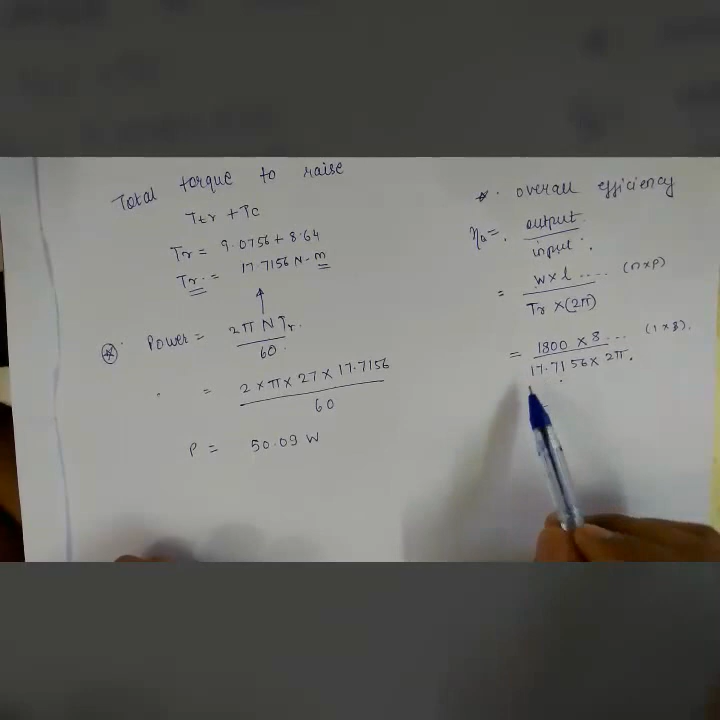 Total torque to raise
Ttr + Tc
Tr = 9.0756 + 8.64
Tr = 17.7156 N-m
Power = 2π N Tr / 60
= 2 × π × 27 × 17.7156 / 60
P = 50.09 W
* overall efficiency
ηo = output / input
= W × l .... (n×p) / Tr × (2π)
= 1800 × 8 ... (1 × 8). / 17.7156 × 2π.